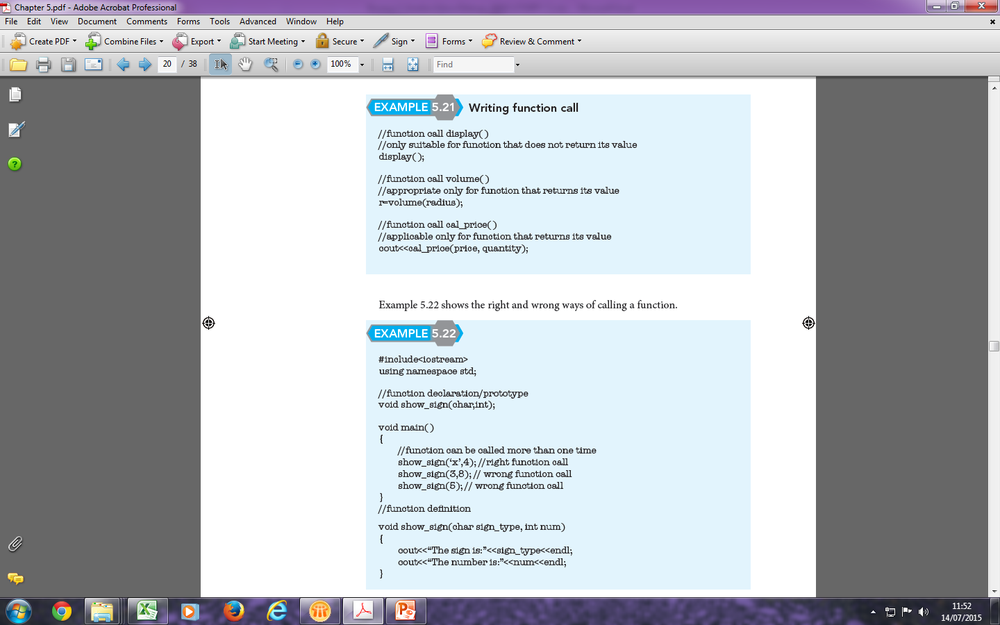 Chapter 5.pdf - Adobe Acrobat Professional
File Edit View Document Comments Forms Tools Advanced Window Help
Create PDF Combine Files Export Start Meeting Secure Sign Forms Review & Comment
20 / 38 100% Find
EXAMPLE 5.21 Writing function call
//function call display( )
//only suitable for function that does not return its value
display( );
//function call volume( )
//appropriate only for function that returns its value
r=volume(radius);
//function call cal_price( )
//applicable only for function that returns its value
cout<<cal_price(price, quantity);
Example 5.22 shows the right and wrong ways of calling a function.
EXAMPLE 5.22
#include<iostream>
using namespace std;
//function declaration/prototype
void show_sign(char,int);
void main( )
{
//function can be called more than one time
show_sign(‘x’,4); //right function call
show_sign(3,8); // wrong function call
show_sign(5); // wrong function call
}
//function definition
void show_sign(char sign_type, int num)
{
cout<<“The sign is:”<<sign_type<<endl;
cout<<“The number is:”<<num<<endl;
}
11:52
14/07/2015